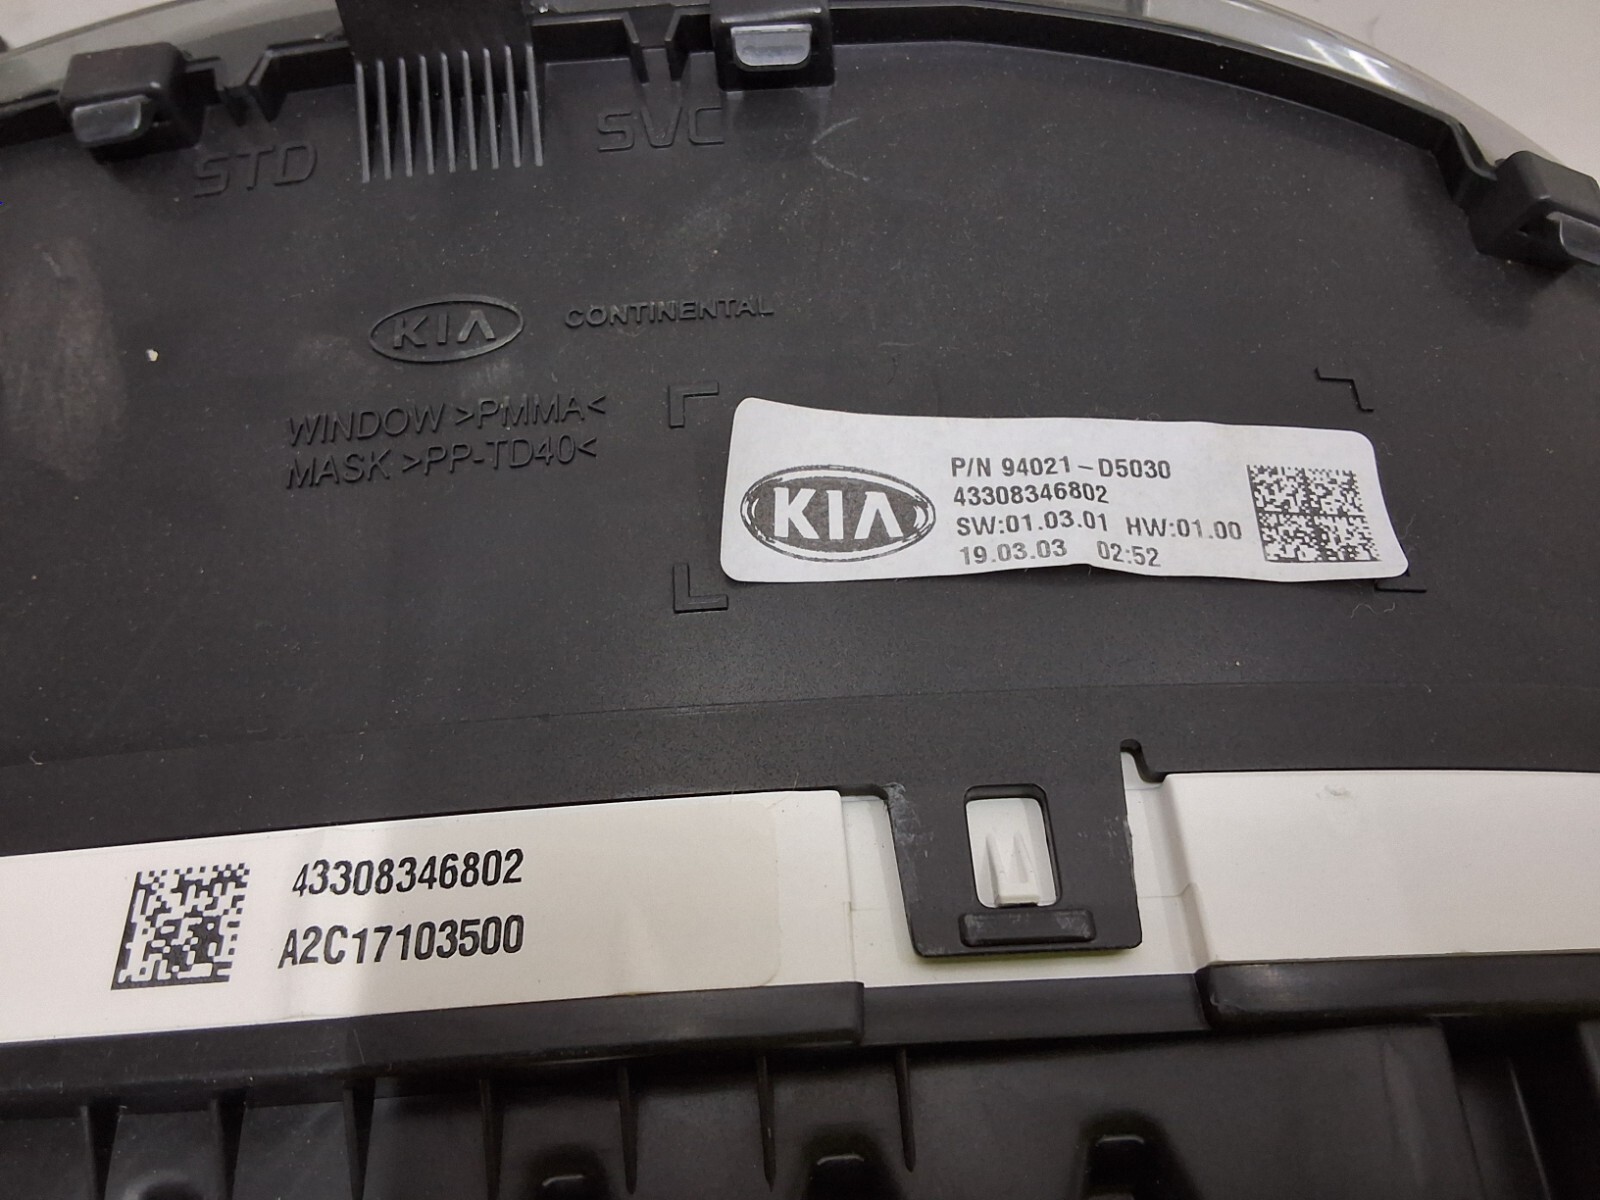 STD
SVC
KIA CONTINENTAL
WINDOW >PMMA<
MASK >PP-TD40<
KIA
P/N 94021-D5030
43308346802
SW:01.03.01 HW:01.00
19.03.03 02:52
43308346802
A2C17103500